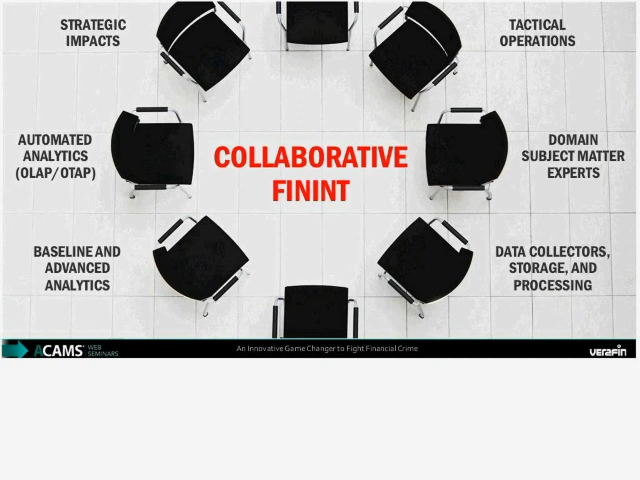 STRATEGIC
IMPACTS
TACTICAL
OPERATIONS
AUTOMATED
ANALYTICS
(OLAP/OTAP)
COLLABORATIVE
FININT
DOMAIN
SUBJECT MATTER
EXPERTS
BASELINE AND
ADVANCED
ANALYTICS
DATA COLLECTORS,
STORAGE, AND
PROCESSING
ACAMS WEB
SEMINARS
An Innovative Game Changer to Fight Financial Crime
verafin